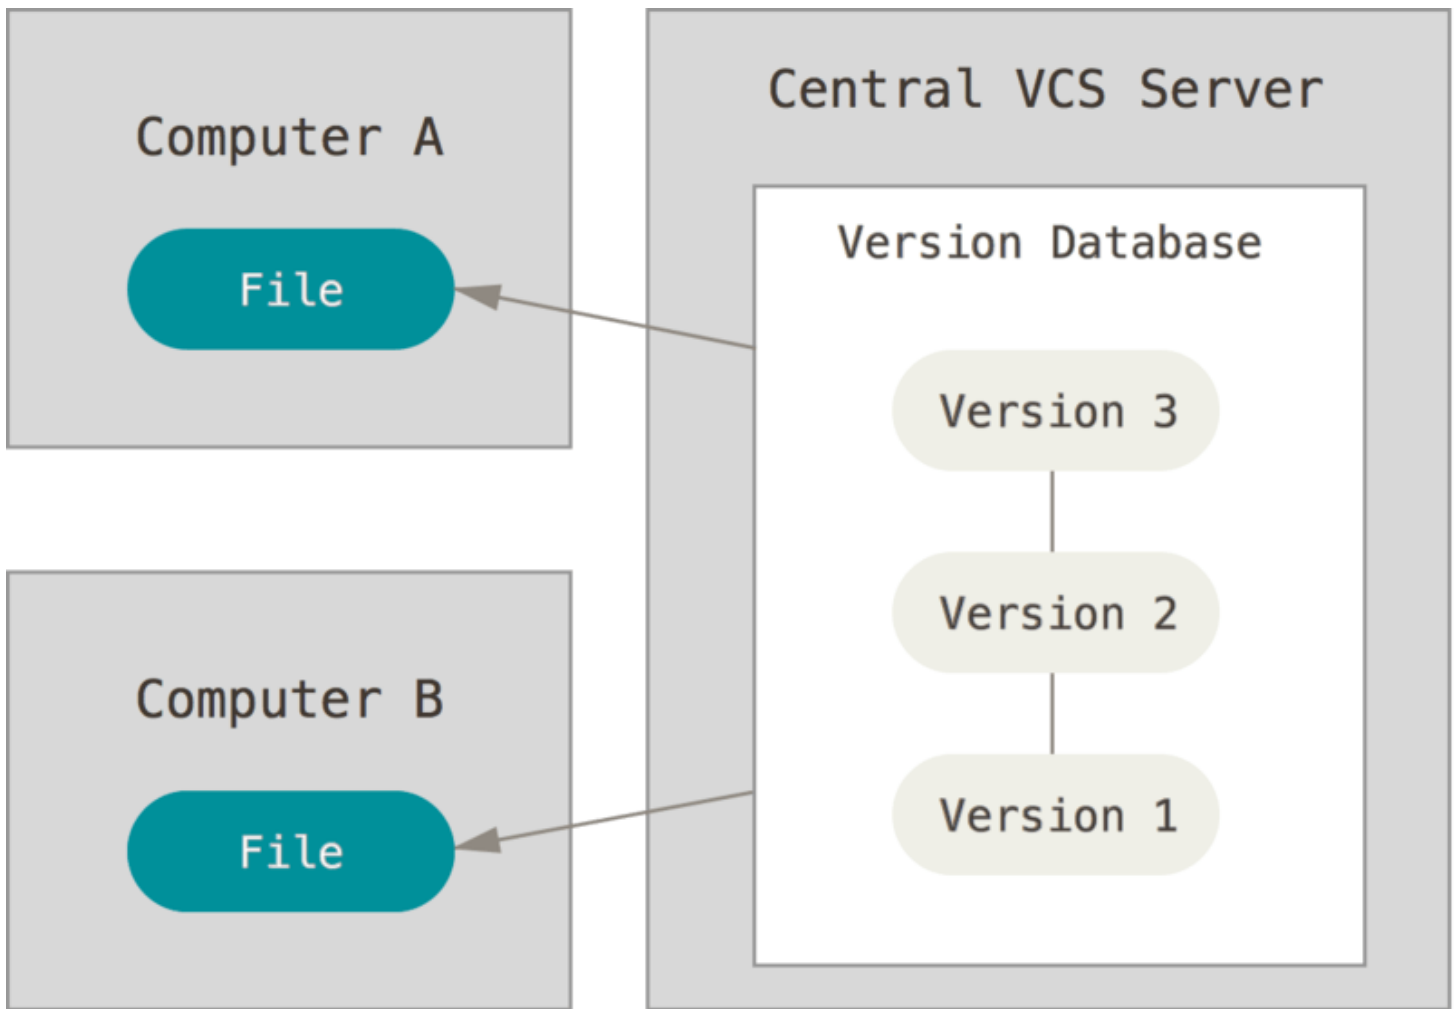 Computer A
File
Computer B
File
Central VCS Server
Version Database
Version 3
Version 2
Version 1